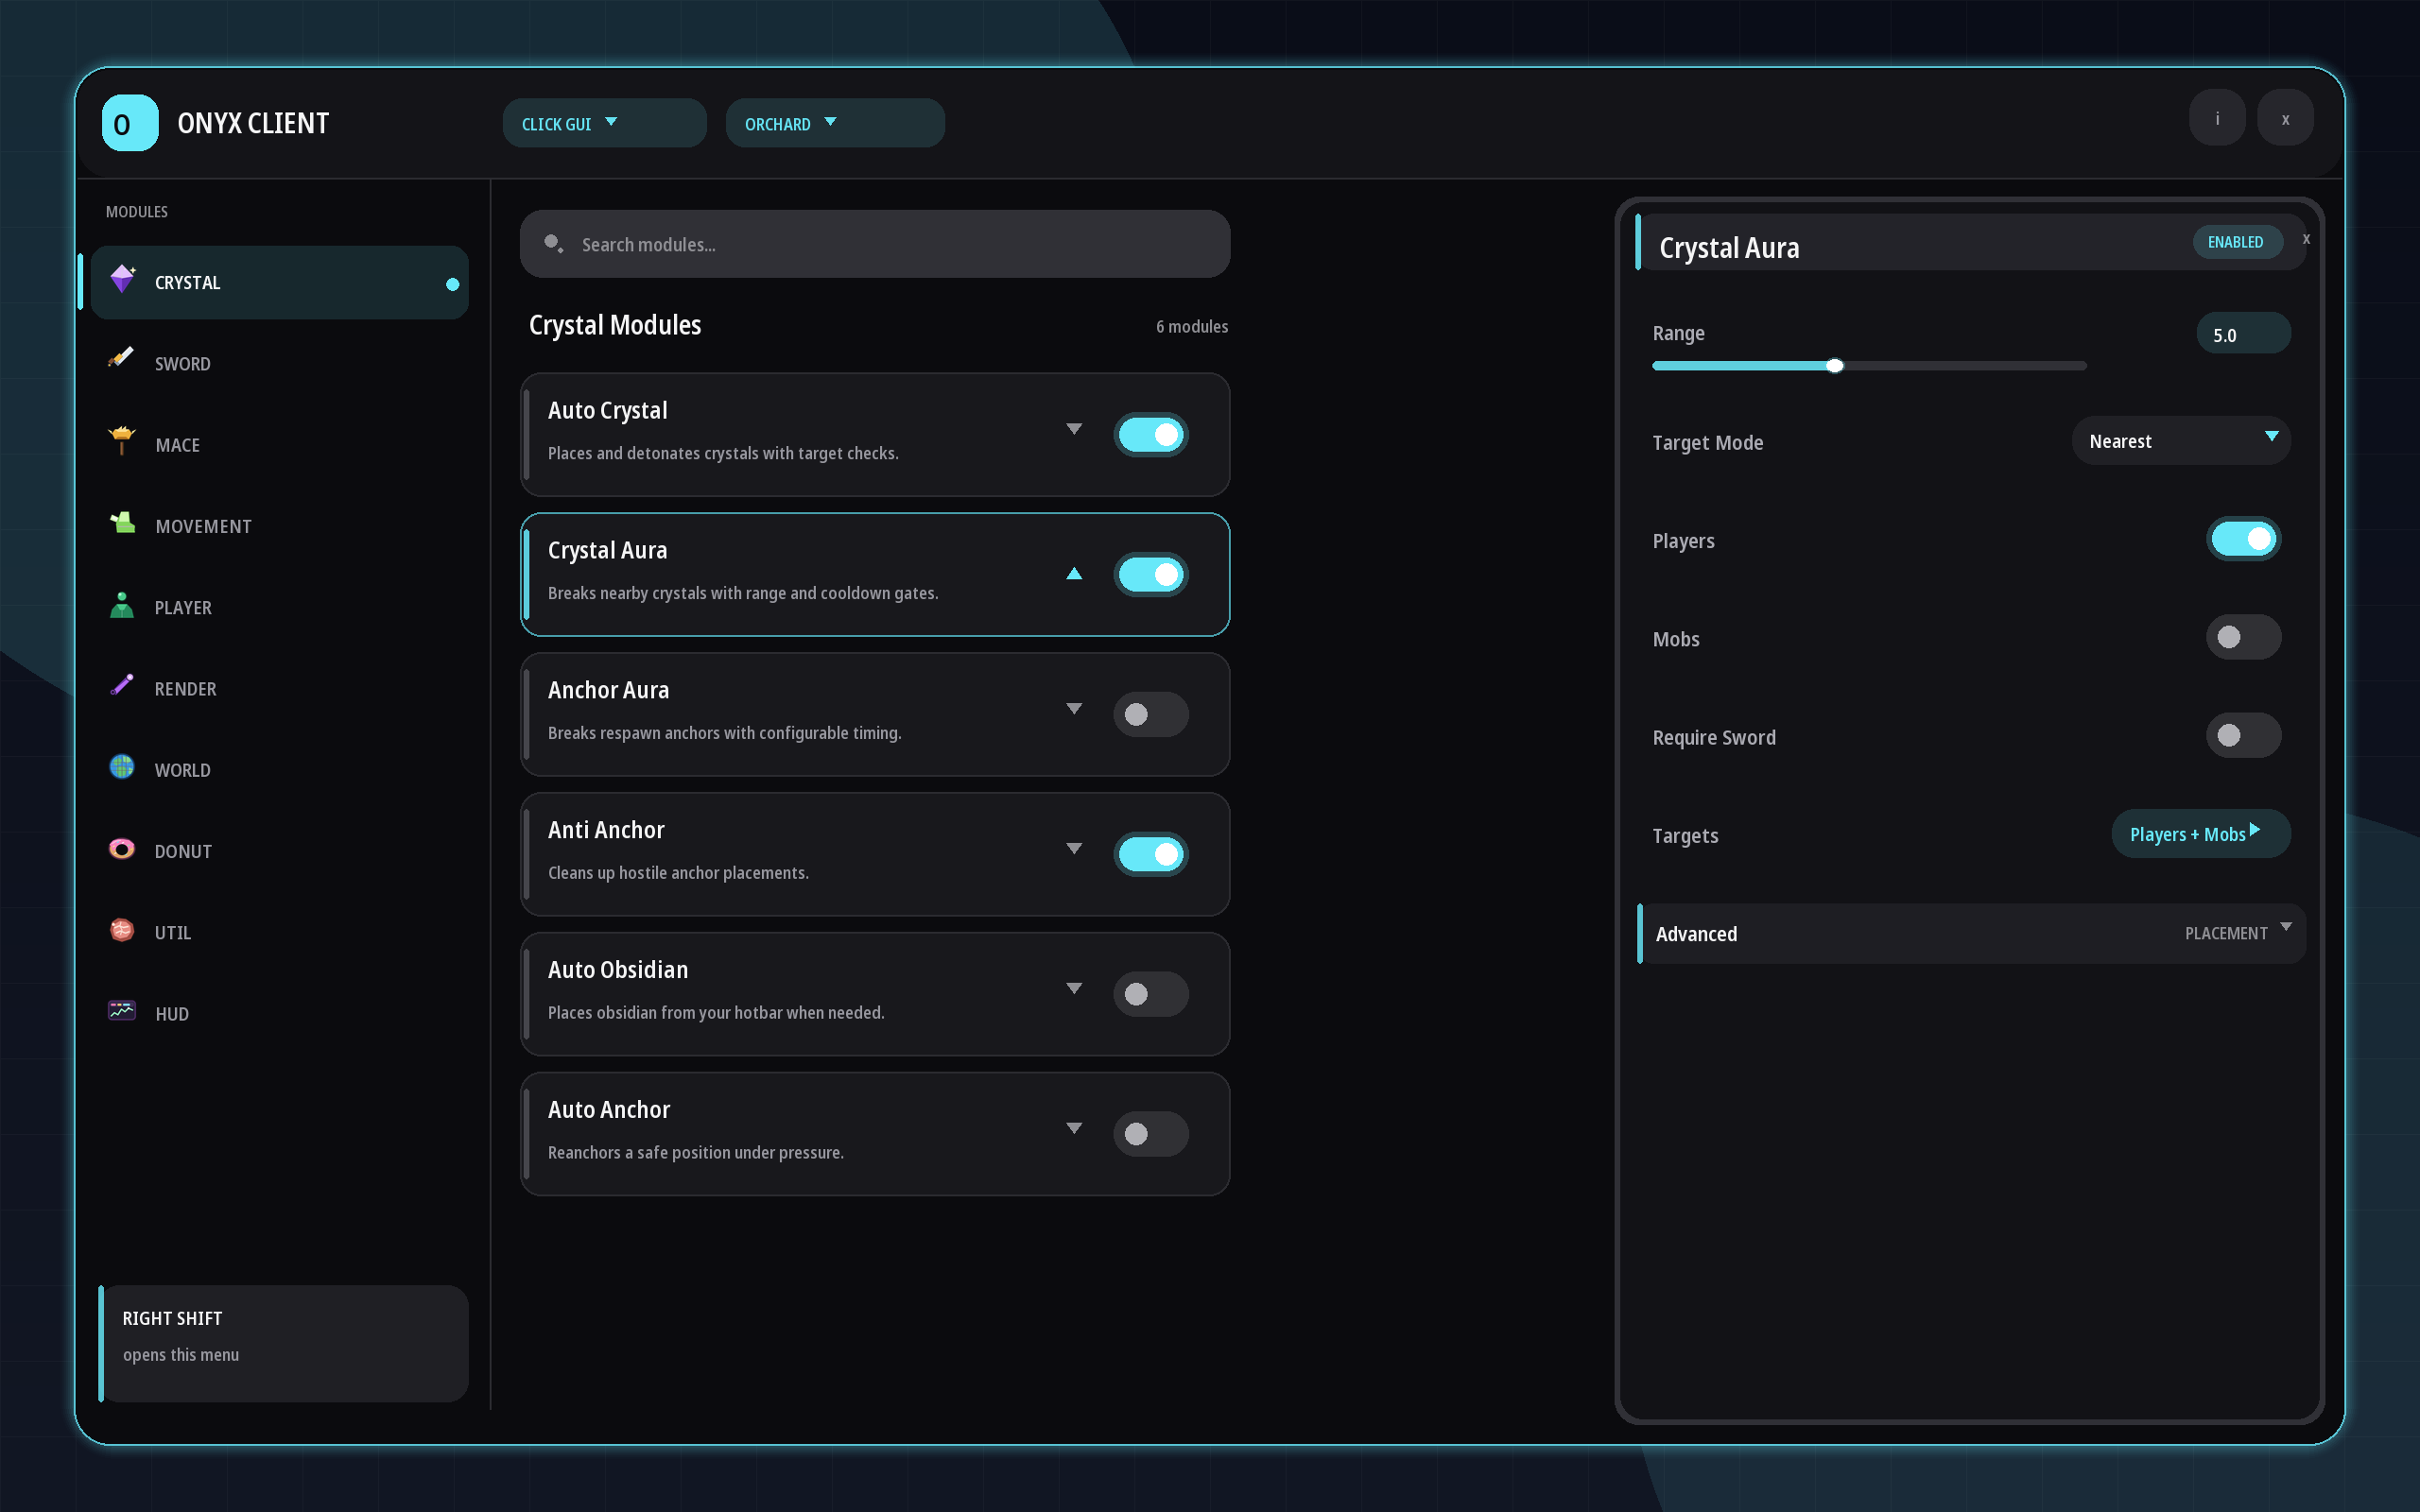 O
ONYX CLIENT
CLICK GUI
ORCHARD
i
x
MODULES
CRYSTAL
SWORD
MACE
MOVEMENT
PLAYER
RENDER
WORLD
DONUT
UTIL
HUD
RIGHT SHIFT
opens this menu
Search modules...
Crystal Modules
6 modules
Auto Crystal
Places and detonates crystals with target checks.
Crystal Aura
Breaks nearby crystals with range and cooldown gates.
Anchor Aura
Breaks respawn anchors with configurable timing.
Anti Anchor
Cleans up hostile anchor placements.
Auto Obsidian
Places obsidian from your hotbar when needed.
Auto Anchor
Reanchors a safe position under pressure.
Crystal Aura
ENABLED
x
Range
5.0
Target Mode
Nearest
Players
Mobs
Require Sword
Targets
Players + Mobs
Advanced
PLACEMENT